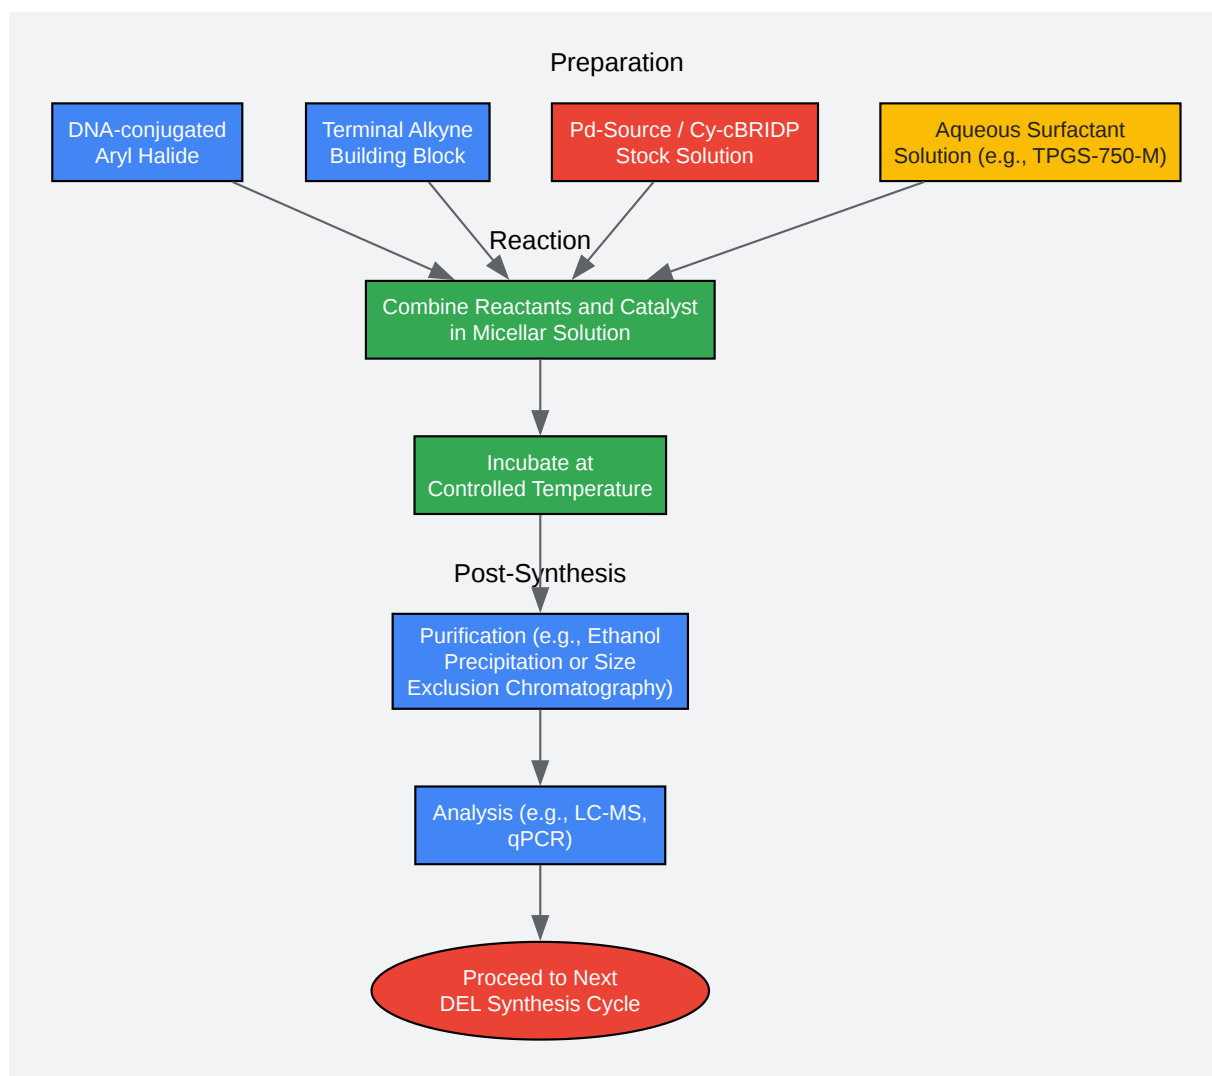 Preparation
DNA-conjugated
Aryl Halide
Terminal Alkyne
Building Block
Pd-Source / Cy-cBRIDP
Stock Solution
Aqueous Surfactant
Solution (e.g., TPGS-750-M)
Reaction
Combine Reactants and Catalyst
in Micellar Solution
Incubate at
Controlled Temperature
Post-Synthesis
Purification (e.g., Ethanol
Precipitation or Size
Exclusion Chromatography)
Analysis (e.g., LC-MS,
qPCR)
Proceed to Next
DEL Synthesis Cycle